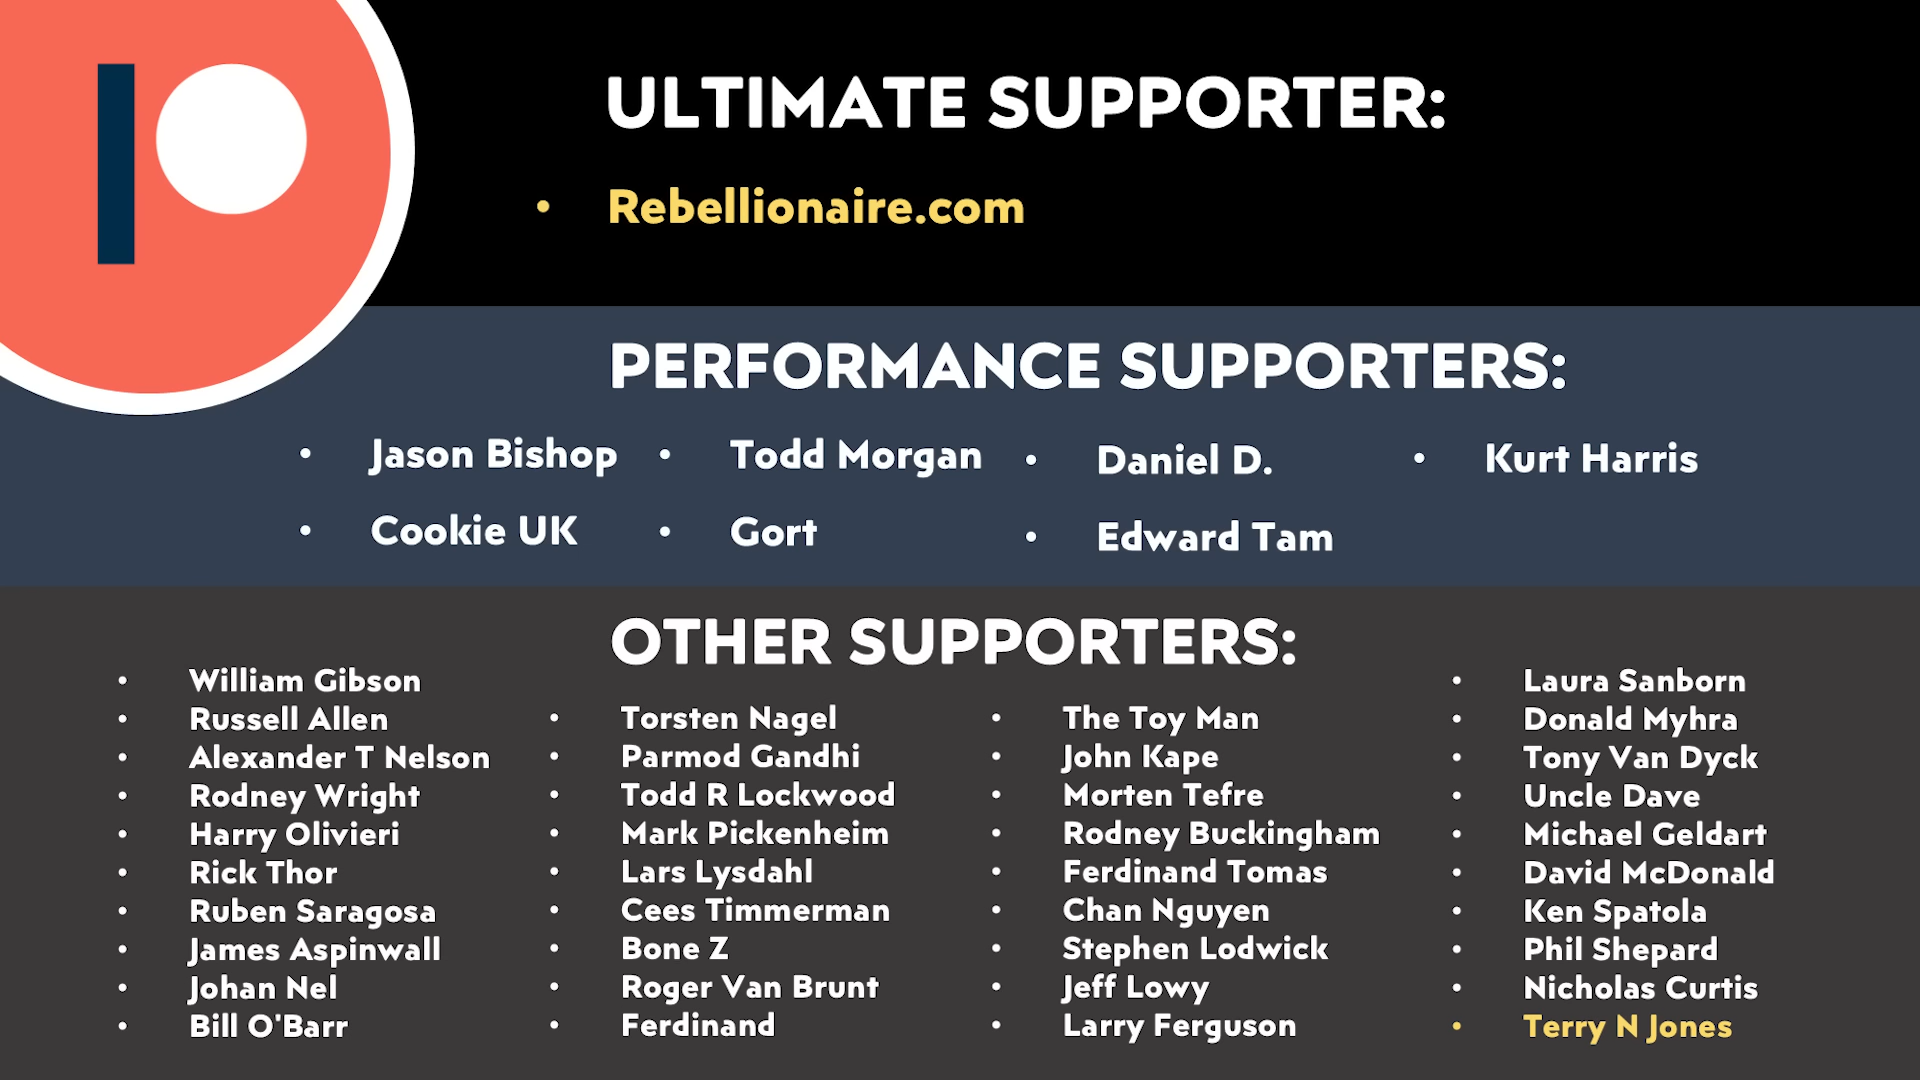 ULTIMATE SUPPORTER:
• Rebellionaire.com
PERFORMANCE SUPPORTERS:
• Jason Bishop
• Cookie UK
• Todd Morgan
• Gort
• Daniel D.
• Edward Tam
• Kurt Harris
OTHER SUPPORTERS:
• William Gibson
• Russell Allen
• Alexander T Nelson
• Rodney Wright
• Harry Olivieri
• Rick Thor
• Ruben Saragosa
• James Aspinwall
• Johan Nel
• Bill O'Barr
• Torsten Nagel
• Parmod Gandhi
• Todd R Lockwood
• Mark Pickenheim
• Lars Lysdahl
• Cees Timmerman
• Bone Z
• Roger Van Brunt
• Ferdinand
• The Toy Man
• John Kape
• Morten Tefre
• Rodney Buckingham
• Ferdinand Tomas
• Chan Nguyen
• Stephen Lodwick
• Jeff Lowy
• Larry Ferguson
• Laura Sanborn
• Donald Myhra
• Tony Van Dyck
• Uncle Dave
• Michael Geldart
• David McDonald
• Ken Spatola
• Phil Shepard
• Nicholas Curtis
• Terry N Jones